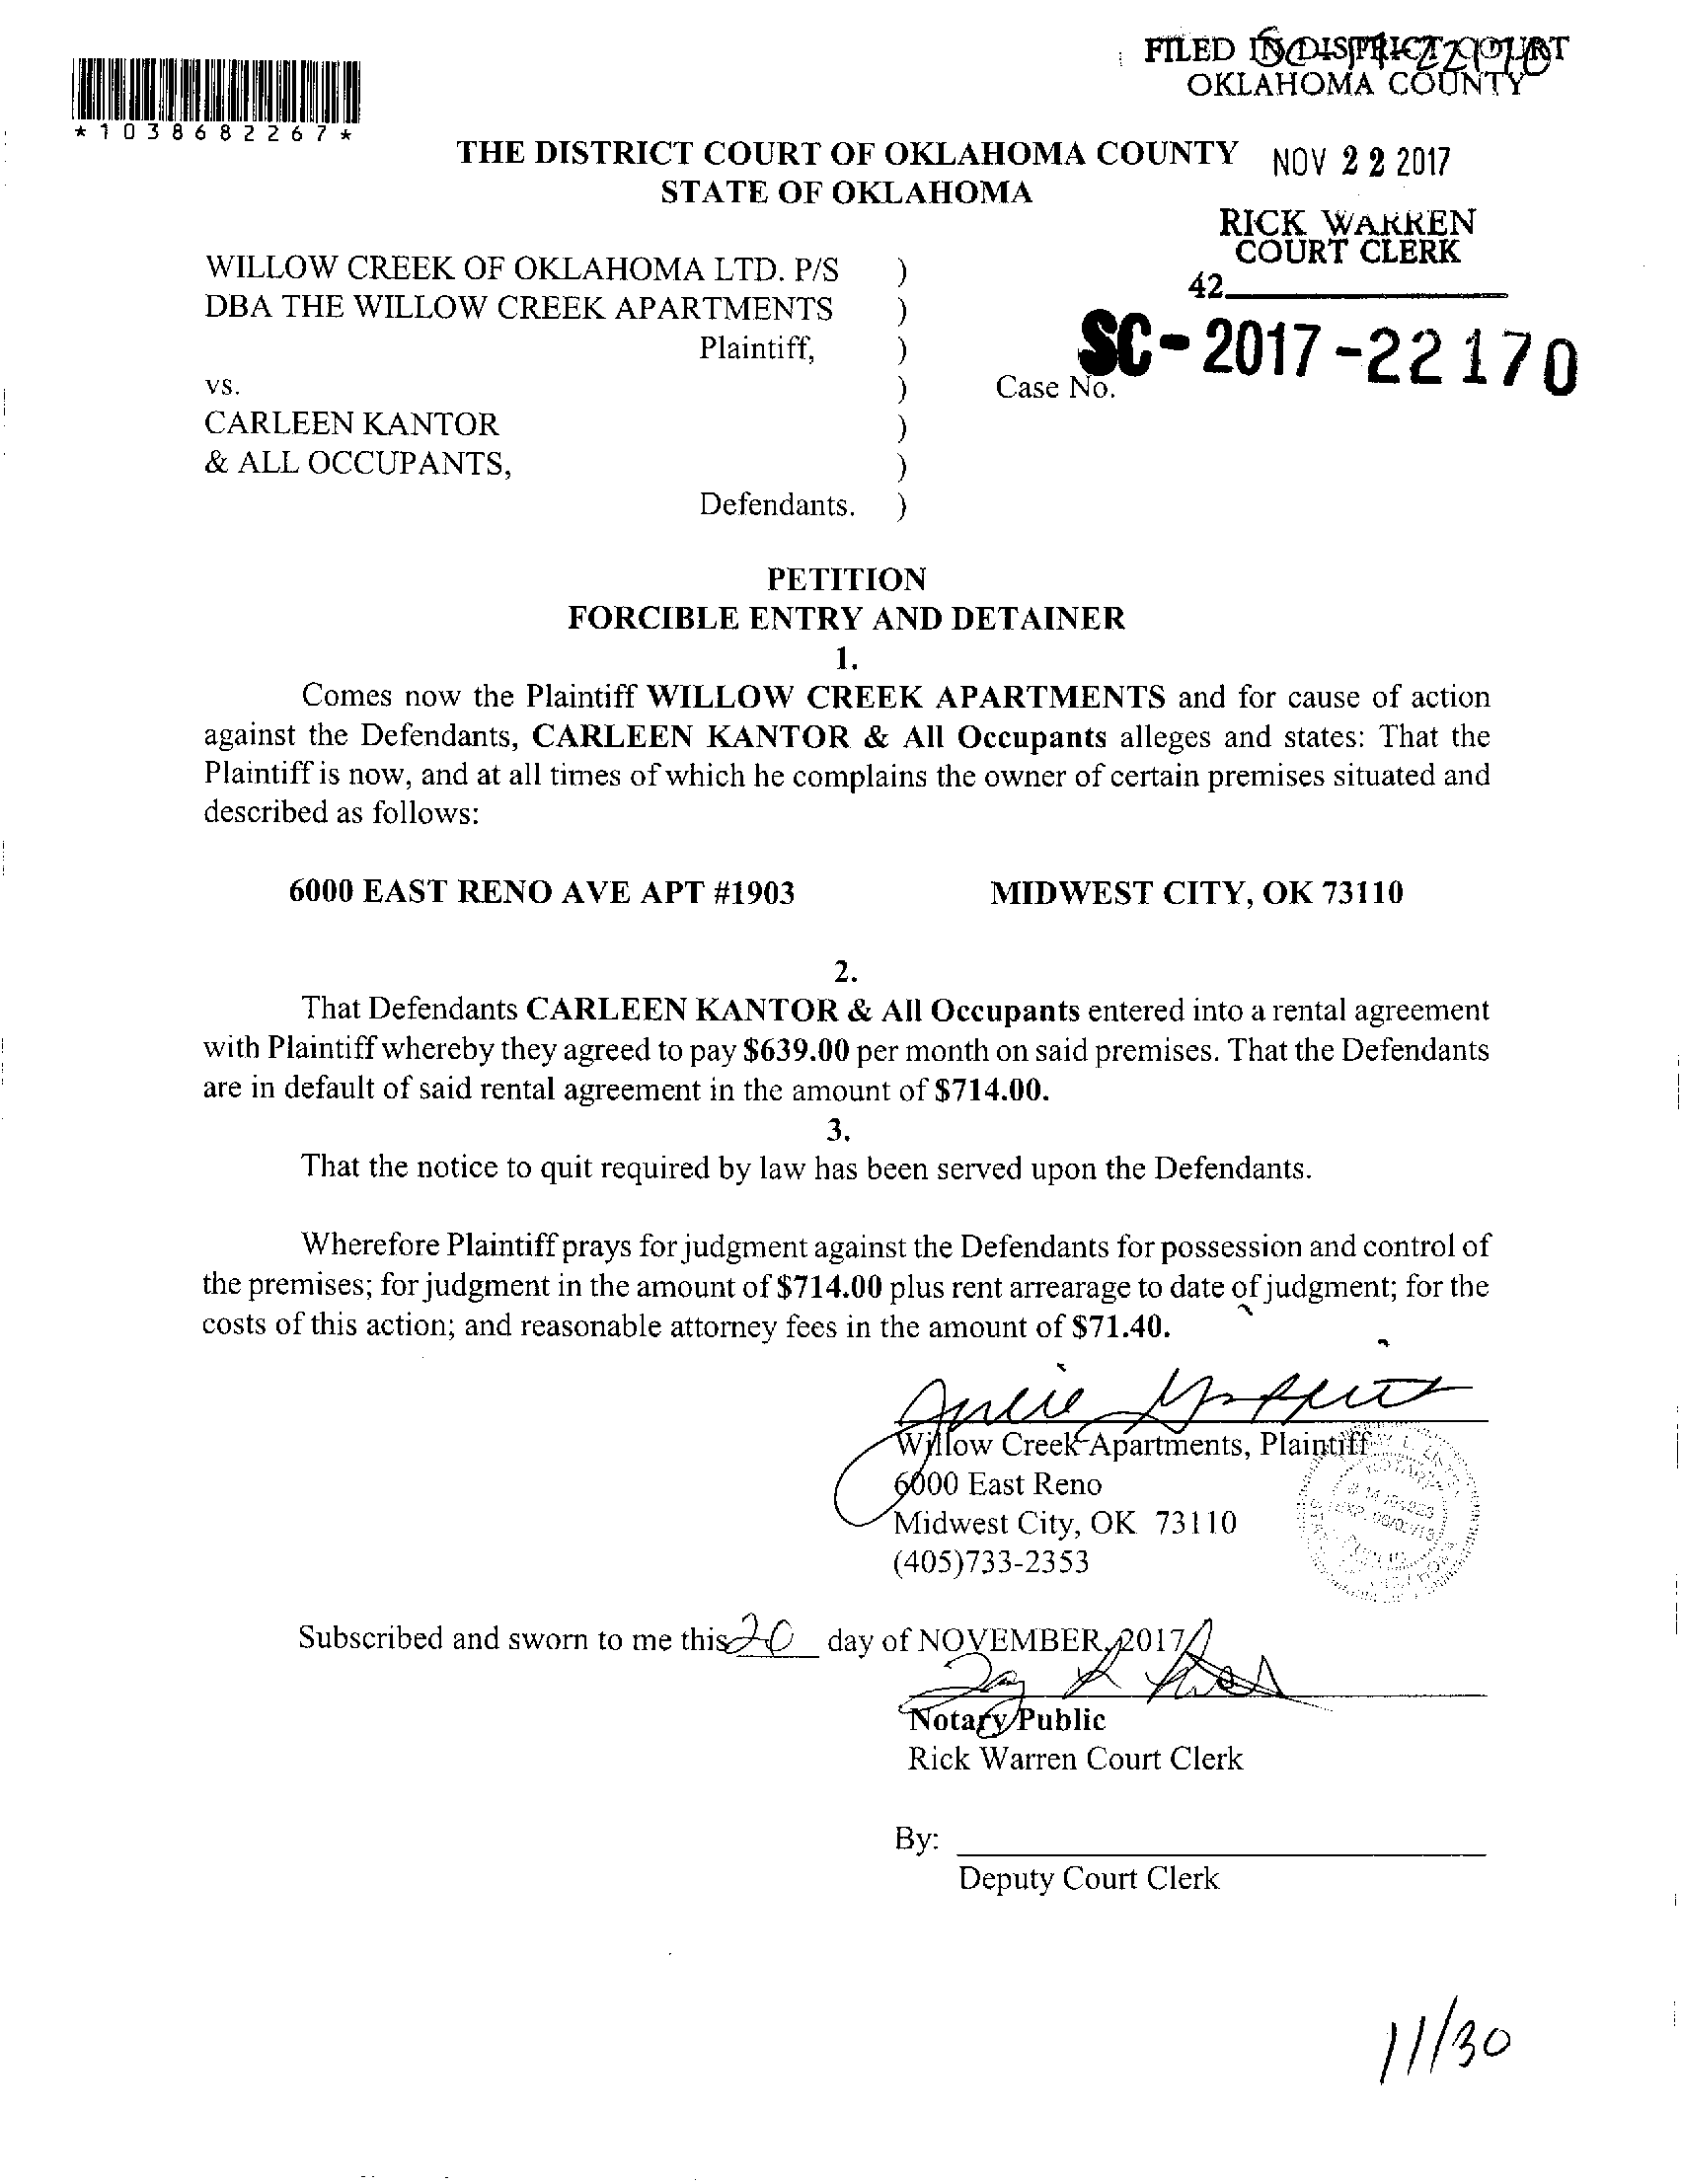 FILED IN DISTRICT COURT
OKLAHOMA COUNTY
*1038682267*
THE DISTRICT COURT OF OKLAHOMA COUNTY
STATE OF OKLAHOMA
NOV 22 2017
RICK WARREN
COURT CLERK
42
WILLOW CREEK OF OKLAHOMA LTD. P/S )
DBA THE WILLOW CREEK APARTMENTS )
Plaintiff, )
vs. )
Case No. SC-2017-22170
CARLEEN KANTOR )
& ALL OCCUPANTS, )
Defendants. )
PETITION
FORCIBLE ENTRY AND DETAINER
1.
Comes now the Plaintiff WILLOW CREEK APARTMENTS and for cause of action
against the Defendants, CARLEEN KANTOR & All Occupants alleges and states: That the
Plaintiff is now, and at all times of which he complains the owner of certain premises situated and
described as follows:
6000 EAST RENO AVE APT #1903 MIDWEST CITY, OK 73110
2.
That Defendants CARLEEN KANTOR & All Occupants entered into a rental agreement
with Plaintiff whereby they agreed to pay $639.00 per month on said premises. That the Defendants
are in default of said rental agreement in the amount of $714.00.
3.
That the notice to quit required by law has been served upon the Defendants.
Wherefore Plaintiff prays for judgment against the Defendants for possession and control of
the premises; for judgment in the amount of $714.00 plus rent arrearage to date of judgment; for the
costs of this action; and reasonable attorney fees in the amount of $71.40.
Willow Creek Apartments, Plaintiff
6000 East Reno
Midwest City, OK 73110
(405)733-2353
Subscribed and sworn to me this 20 day of NOVEMBER, 2017
Notary Public
Rick Warren Court Clerk
By:
Deputy Court Clerk
11/30